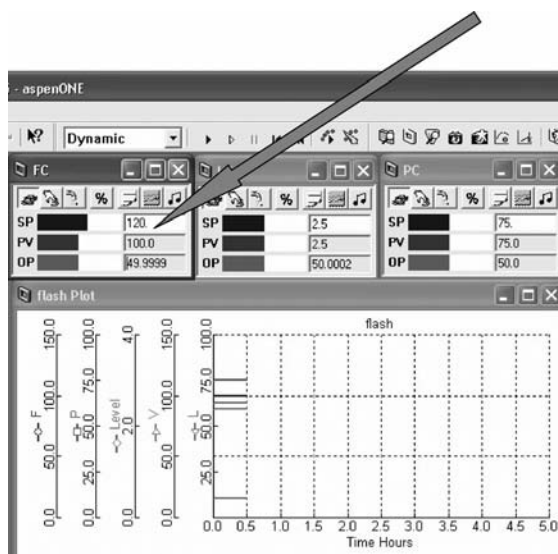 - aspenONE
Dynamic
FC
PC
%
%
%
SP 120.
PV 100.0
OP 49.9999
SP 2.5
PV 2.5
OP 50.0002
SP 75.
PV 75.0
OP 50.0
flash Plot
flash
150.0
100.0
50.0
0.0
F
100.0
75.0
50.0
25.0
0.0
P
4.0
2.0
0.0
Level
150.0
100.0
50.0
0.0
V
100.0
75.0
50.0
25.0
0.0
L
0.0 0.5 1.0 1.5 2.0 2.5 3.0 3.5 4.0 4.5 5.0
Time Hours